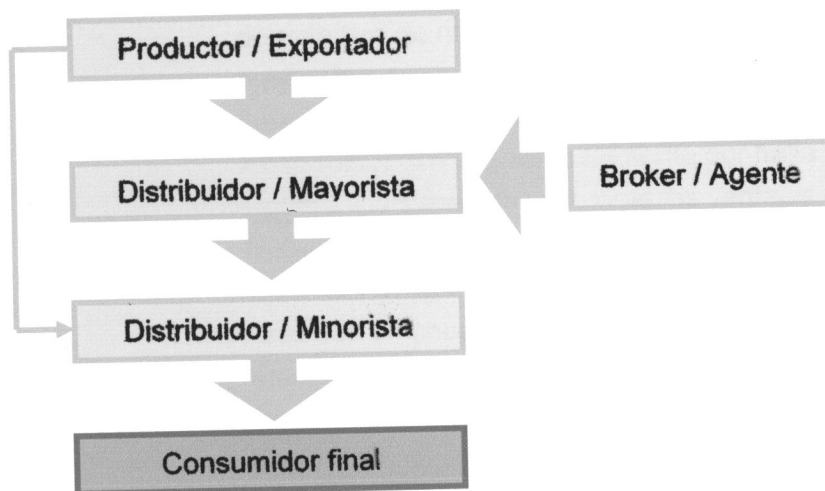 Productor / Exportador
Distribuidor / Mayorista
Broker / Agente
Distribuidor / Minorista
Consumidor final